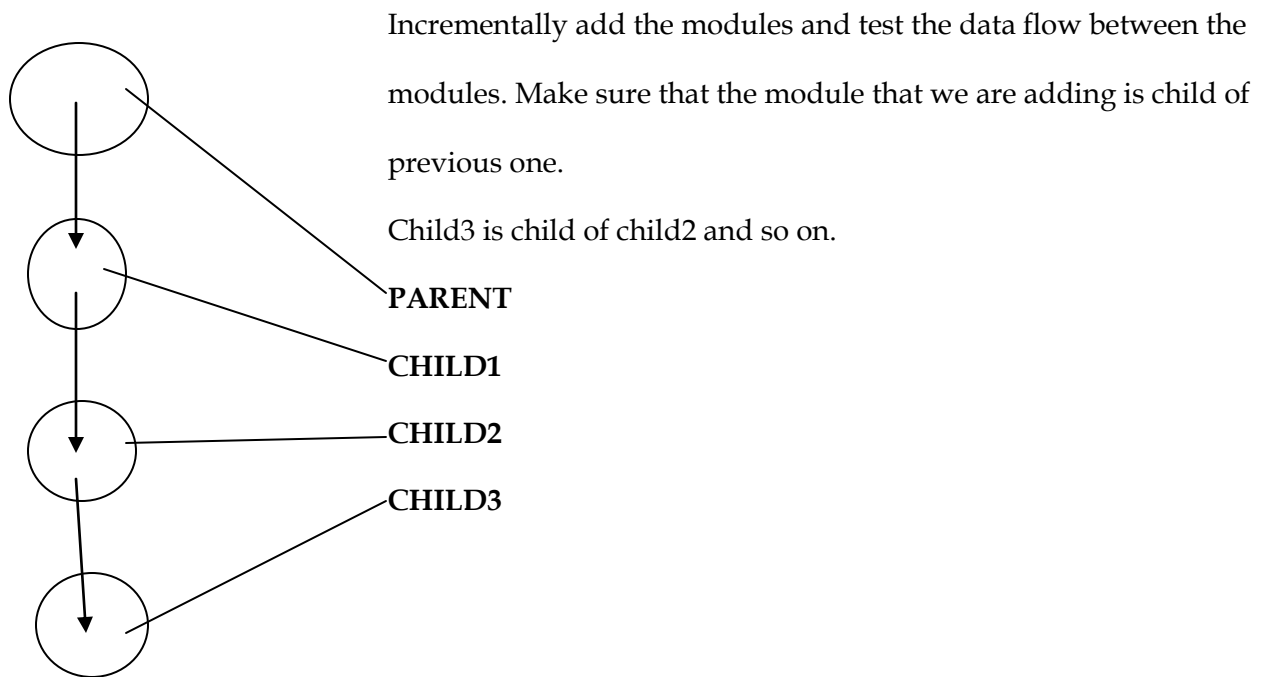 Incrementally add the modules and test the data flow between the
modules. Make sure that the module that we are adding is child of
previous one.
Child3 is child of child2 and so on.
PARENT
CHILD1
CHILD2
CHILD3